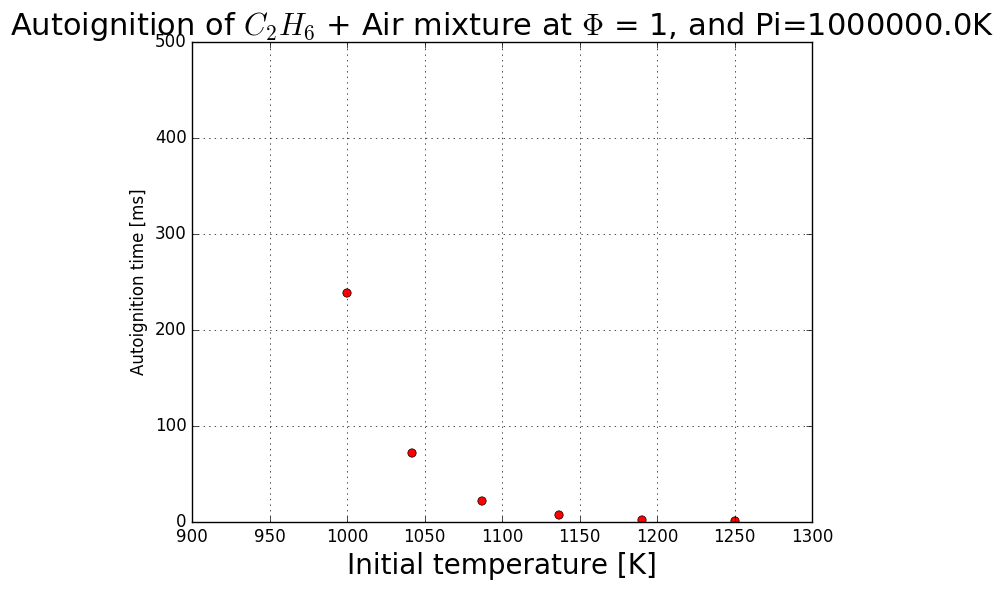 Autoignition of C₂H₆ + Air mixture at Φ = 1, and Pi=1000000.0K
500
400
300
200
100
0
Autoignition time [ms]
900 950 1000 1050 1100 1150 1200 1250 1300
Initial temperature [K]